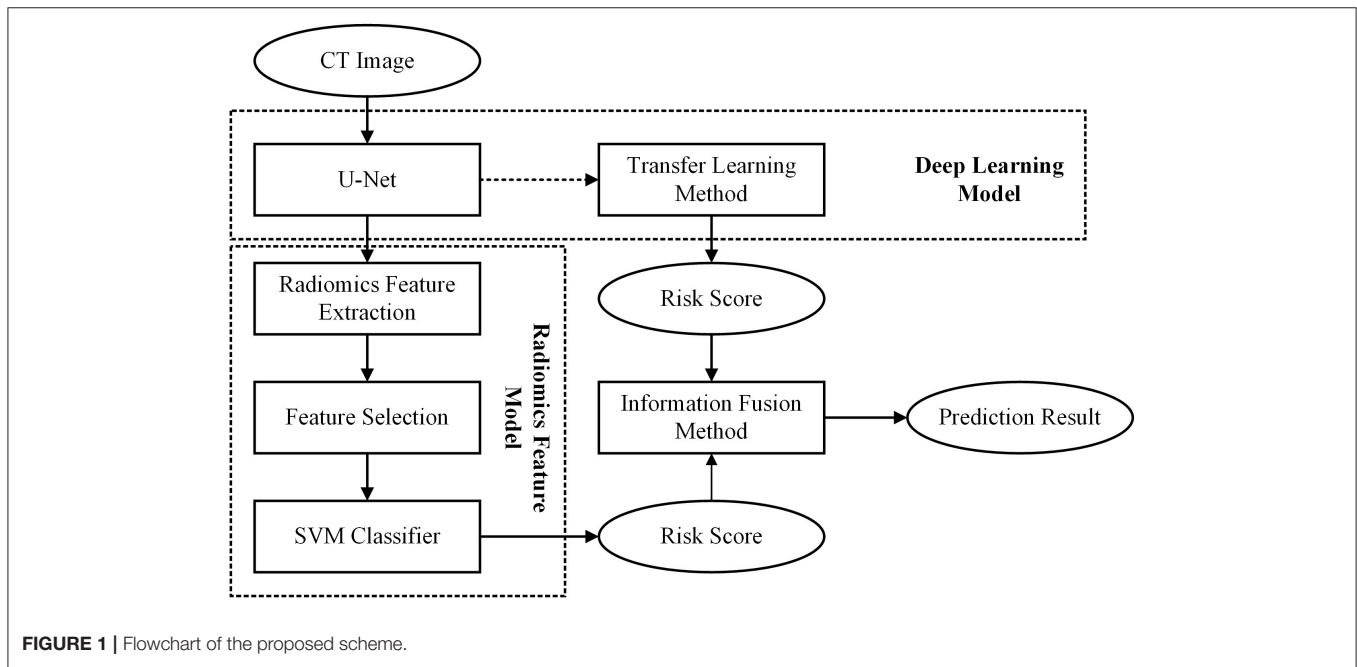 CT Image
U-Net
Transfer Learning
Method
Deep Learning
Model
Radiomics Feature
Extraction
Risk Score
Radiomics Feature
Model
Feature Selection
Information Fusion
Method
Prediction Result
SVM Classifier
Risk Score
FIGURE 1 | Flowchart of the proposed scheme.